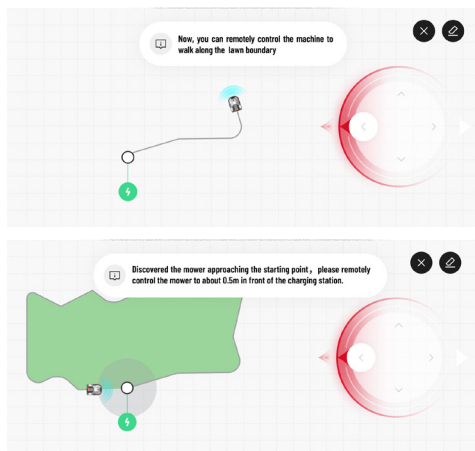 Now, you can remotely control the machine to
walk along the lawn boundary
Discovered the mower approaching the starting point， please remotely
control the mower to about 0.5m in front of the charging station.